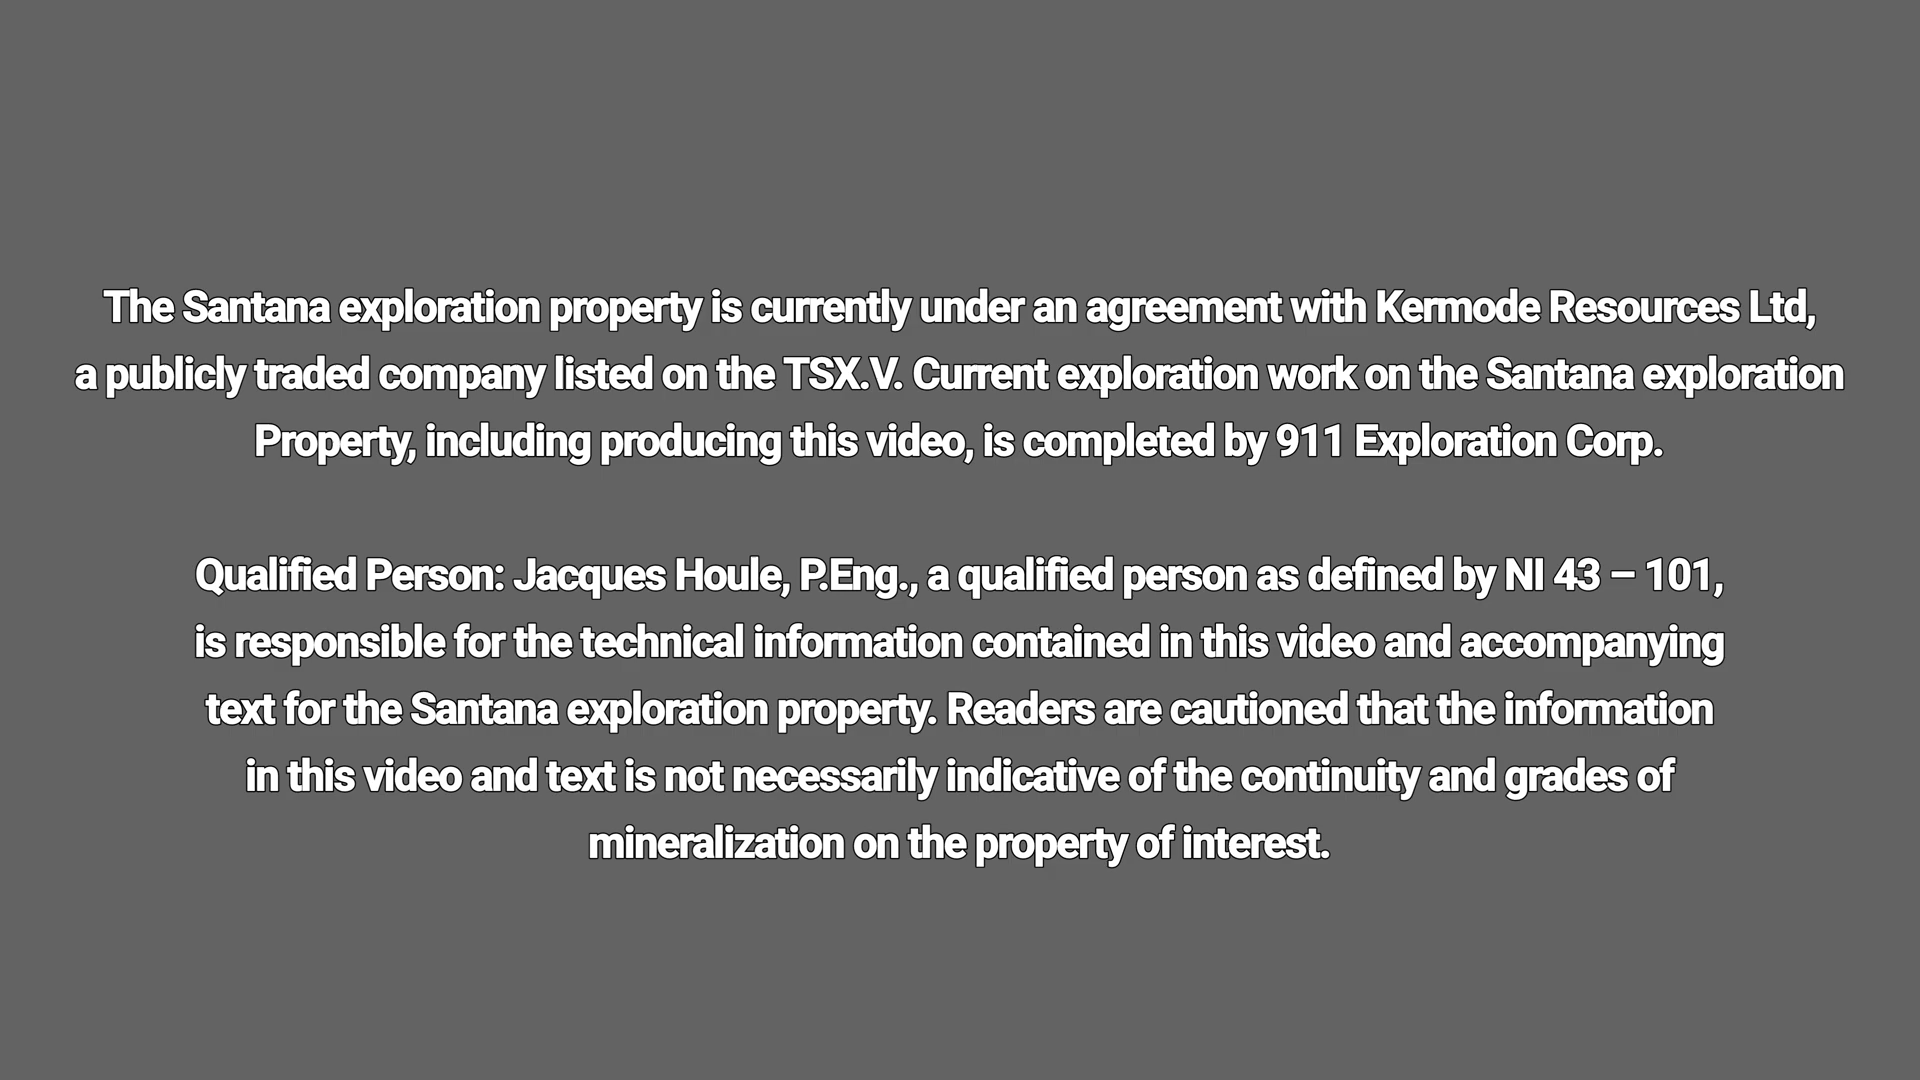 The Santana exploration property is currently under an agreement with Kermode Resources Ltd,
a publicly traded company listed on the TSX.V. Current exploration work on the Santana exploration
Property, including producing this video, is completed by 911 Exploration Corp.
Qualified Person: Jacques Houle, P.Eng., a qualified person as defined by NI 43 – 101,
is responsible for the technical information contained in this video and accompanying
text for the Santana exploration property. Readers are cautioned that the information
in this video and text is not necessarily indicative of the continuity and grades of
mineralization on the property of interest.